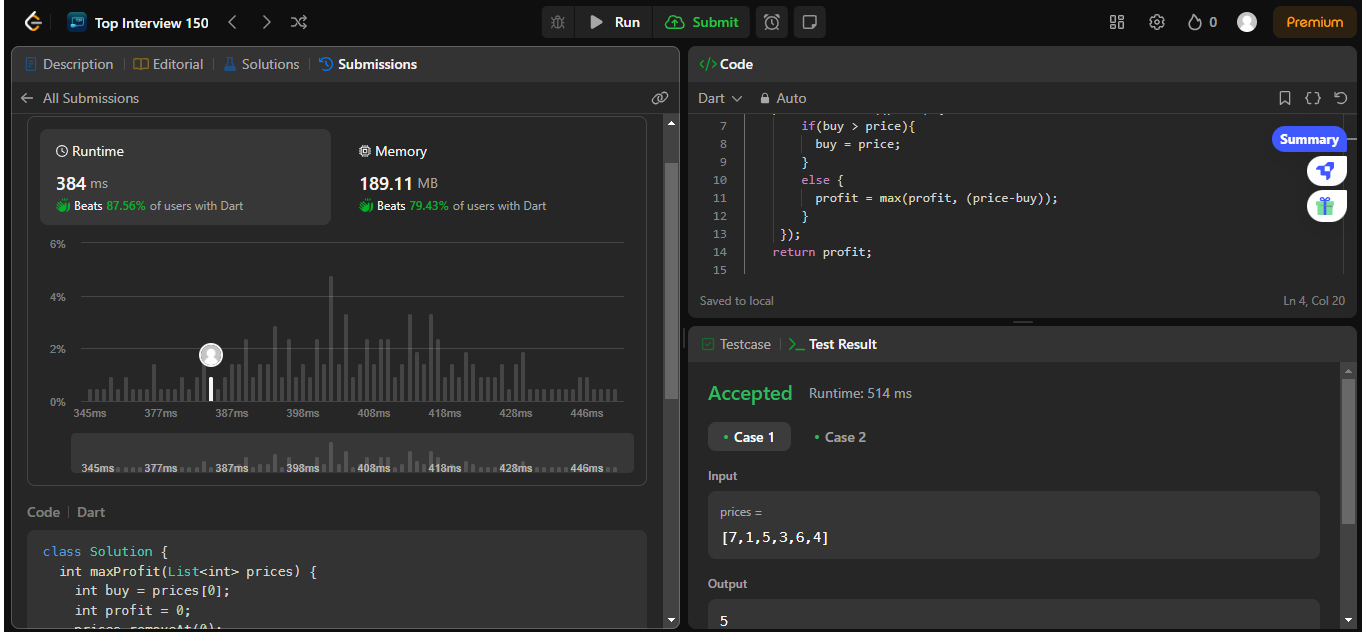 Top Interview 150
Run
Submit
0
Premium
Description
Editorial
Solutions
Submissions
All Submissions
Runtime
384 ms
Beats 87.56% of users with Dart
Memory
189.11 MB
Beats 79.43% of users with Dart
6%
4%
2%
0%
345ms 377ms 387ms 398ms 408ms 418ms 428ms 446ms
345ms 377ms 387ms 398ms 408ms 418ms 428ms 446ms
Code | Dart
class Solution {
int maxProfit(List<int> prices) {
int buy = prices[0];
int profit = 0;
prices.removeAt(0);
</> Code
Dart
Auto
7 if(buy > price){
8 buy = price;
9 }
10 else {
11 profit = max(profit, (price-buy));
12 }
13 });
14 return profit;
15
Summary
Saved to local
Ln 4, Col 20
Testcase
Test Result
Accepted
Runtime: 514 ms
• Case 1
• Case 2
Input
prices =
[7,1,5,3,6,4]
Output
5